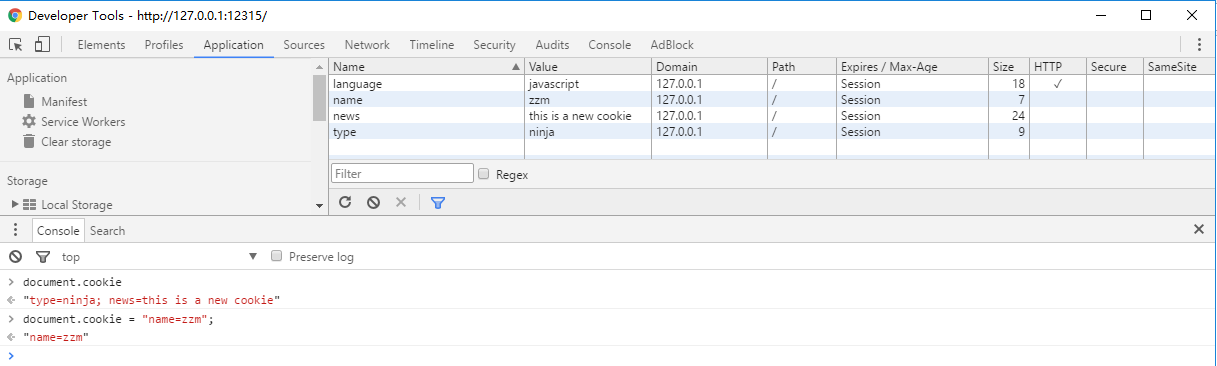 Developer Tools - http://127.0.0.1:12315/
Elements Profiles Application Sources Network Timeline Security Audits Console AdBlock
Application
Manifest
Service Workers
Clear storage
Storage
Local Storage
Name Value Domain Path Expires / Max-Age Size HTTP Secure SameSite
language javascript 127.0.0.1 / Session 18 ✓
name zzm 127.0.0.1 / Session 7
news this is a new cookie 127.0.0.1 / Session 24
type ninja 127.0.0.1 / Session 9
Filter Regex
Console Search
top Preserve log
> document.cookie
"type=ninja; news=this is a new cookie"
> document.cookie = "name=zzm";
"name=zzm"
>